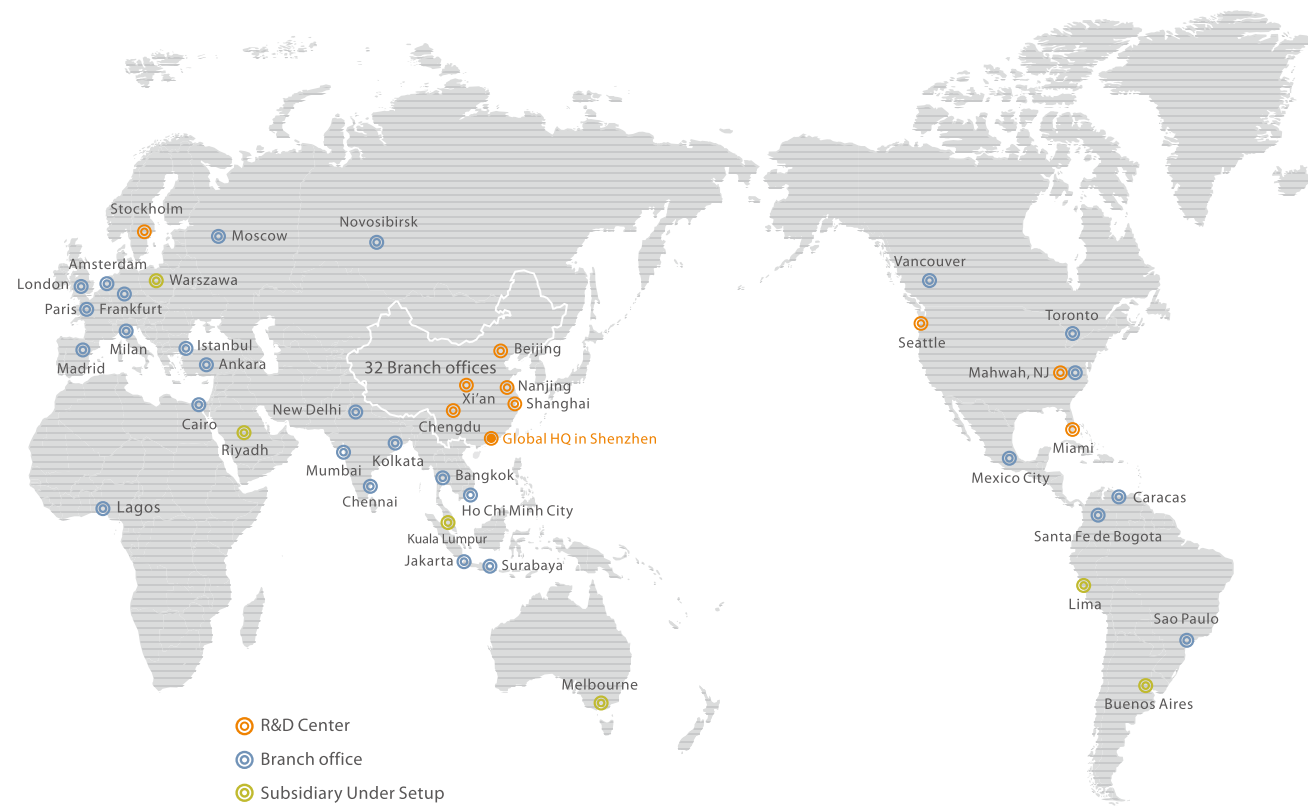 Stockholm
Novosibirsk
Moscow
Amsterdam
Vancouver
London
Warszawa
Paris
Frankfurt
Toronto
Seattle
Istanbul
Milan
Beijing
Madrid
Ankara
32 Branch offices
Mahwah, NJ
Nanjing
Xi’an
Shanghai
New Delhi
Cairo
Chengdu
Global HQ in Shenzhen
Riyadh
Miami
Kolkata
Mumbai
Bangkok
Mexico City
Chennai
Caracas
Lagos
Ho Chi Minh City
Santa Fe de Bogota
Kuala Lumpur
Jakarta
Surabaya
Lima
Sao Paulo
Melbourne
Buenos Aires
R&D Center
Branch office
Subsidiary Under Setup